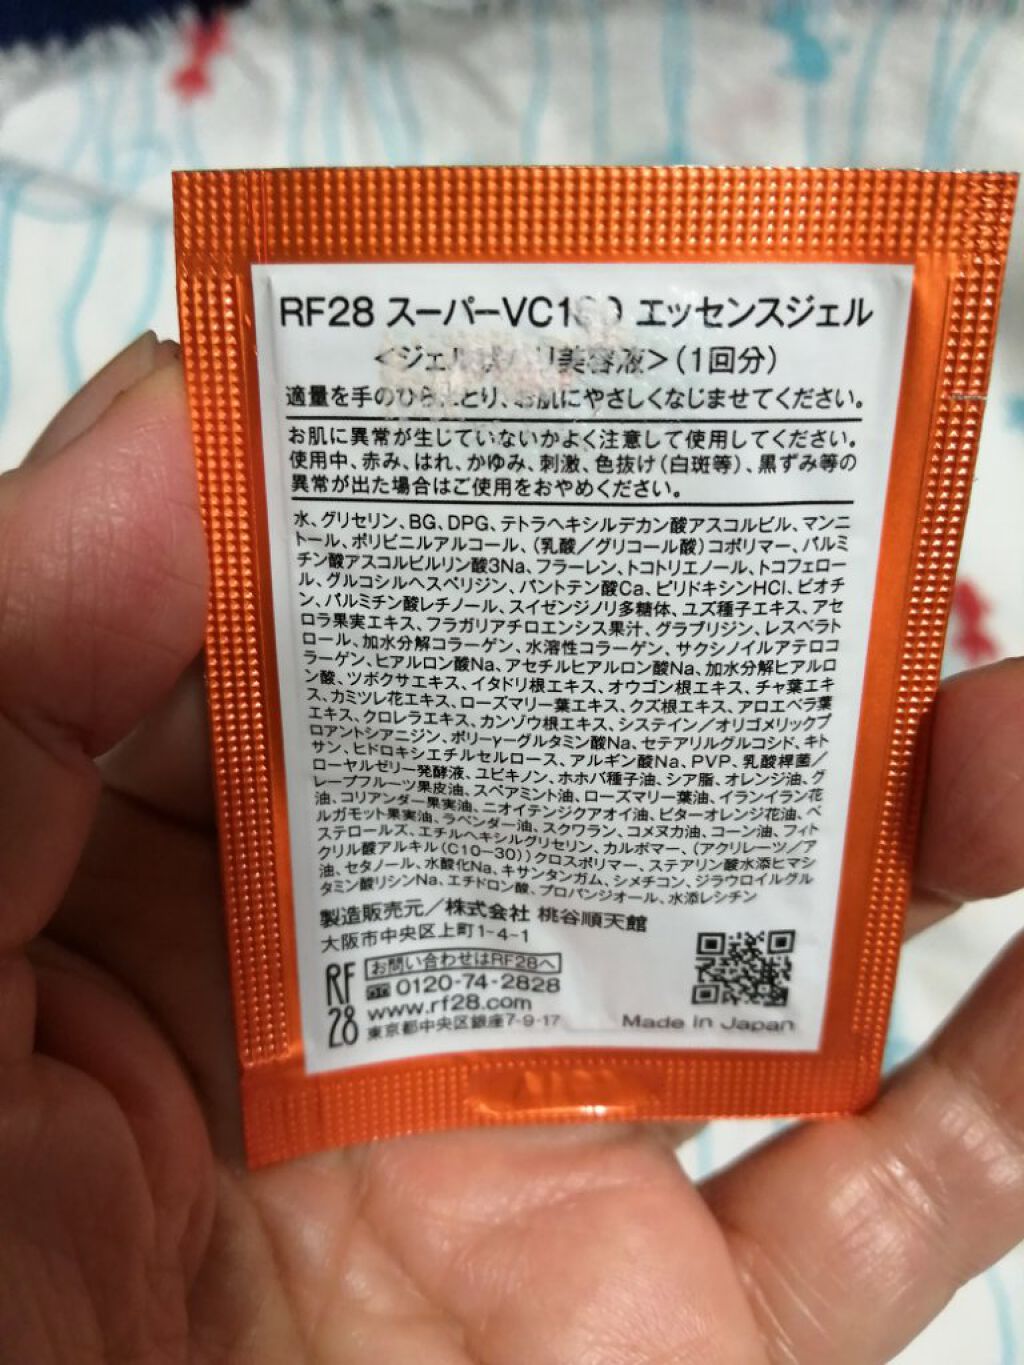 RF28 スーパーVC1 エッセンスジェル
<ジェル 美容液>(1回分)
適量を手のひら とり、お肌にやさしくなじませてください。
お肌に異常が生じていないかよく注意して使用してください。
使用中、赤み、はれ、かゆみ、刺激、色抜け(白斑等)、黒ずみ等の
異常が出た場合はご使用をおやめください。
水、グリセリン、BG、DPG、テトラヘキシルデカン酸アスコルビル、マンニ
トール、ポリビニルアルコール、(乳酸/グリコール酸)コポリマー、パルミ
チン酸アスコルビルリン酸3Na、フラーレン、トコトリエノール、トコフェロー
ル、グルコシルヘスペリジン、パントテン酸Ca、ピリドキシンHCl、ビオチ
ン、パルミチン酸レチノール、スイゼンジノリ多糖体、ユズ種子エキス、アセ
ロラ果実エキス、フラガリアチロエンシス果汁、グラブリジン、レスベラト
ロール、加水分解コラーゲン、水溶性コラーゲン、サクシノイルアテロコ
ラーゲン、ヒアルロン酸Na、アセチルヒアルロン酸Na、加水分解ヒアルロ
ン酸、ツボクサエキス、イタドリ根エキス、オウゴン根エキス、チャ葉エキ
ス、カミツレ花エキス、ローズマリー葉エキス、クズ根エキス、アロエベラ葉
エキス、クロレラエキス、カンゾウ根エキス、システイン/オリゴメリックプ
ロアントシアニジン、ポリ-γ-グルタミン酸Na、セテアリルグルコシド、キト
サン、ヒドロキシエチルセルロース、アルギン酸Na、PVP、乳酸桿菌/
ローヤルゼリー発酵液、ユビキノン、ホホバ種子油、シア脂、オレンジ油、グ
レープフルーツ果皮油、スペアミント油、ローズマリー葉油、イランイラン花
油、コリアンダー果実油、ニオイテンジクアオイ油、ビターオレンジ花油、ベ
ルガモット果実油、ラベンダー油、スクワラン、コメヌカ油、コーン油、フィト
ステロールズ、エチルヘキシルグリセリン、カルボマー、(アクリレーツ/ア
クリル酸アルキル(C10-30))クロスポリマー、ステアリン酸水添ヒマシ
油、セタノール、水酸化Na、キサンタンガム、シメチコン、ジラウロイルグル
タミン酸リシンNa、エチドロン酸、プロパンジオール、水添レシチン
製造販売元/株式会社 桃谷順天館
大阪市中央区上町1-4-1
RF
28
お問い合わせはRF28へ
0120-74-2828
www.rf28.com
東京都中央区銀座7-9-17
Made in Japan